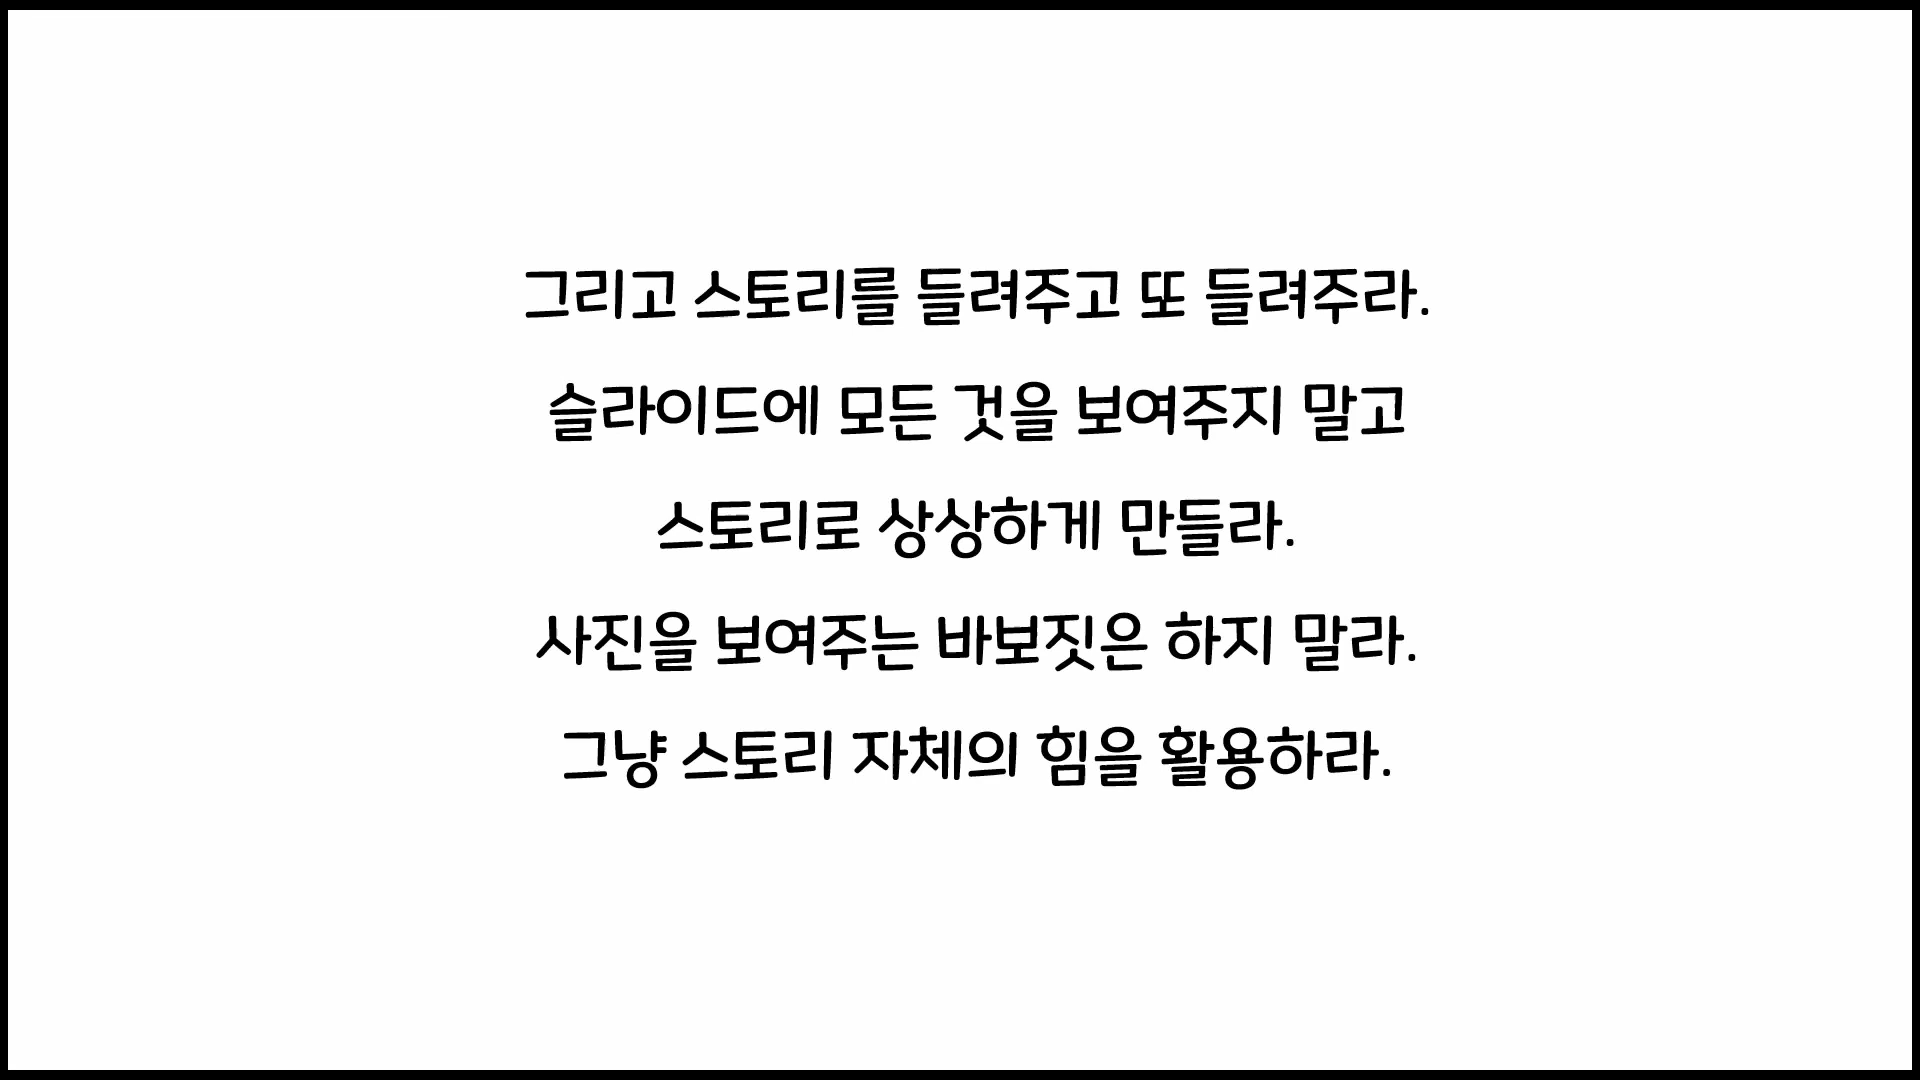 그리고 스토리를 들려주고 또 들려주라.
슬라이드에 모든 것을 보여주지 말고
스토리로 상상하게 만들라.
사진을 보여주는 바보짓은 하지 말라.
그냥 스토리 자체의 힘을 활용하라.